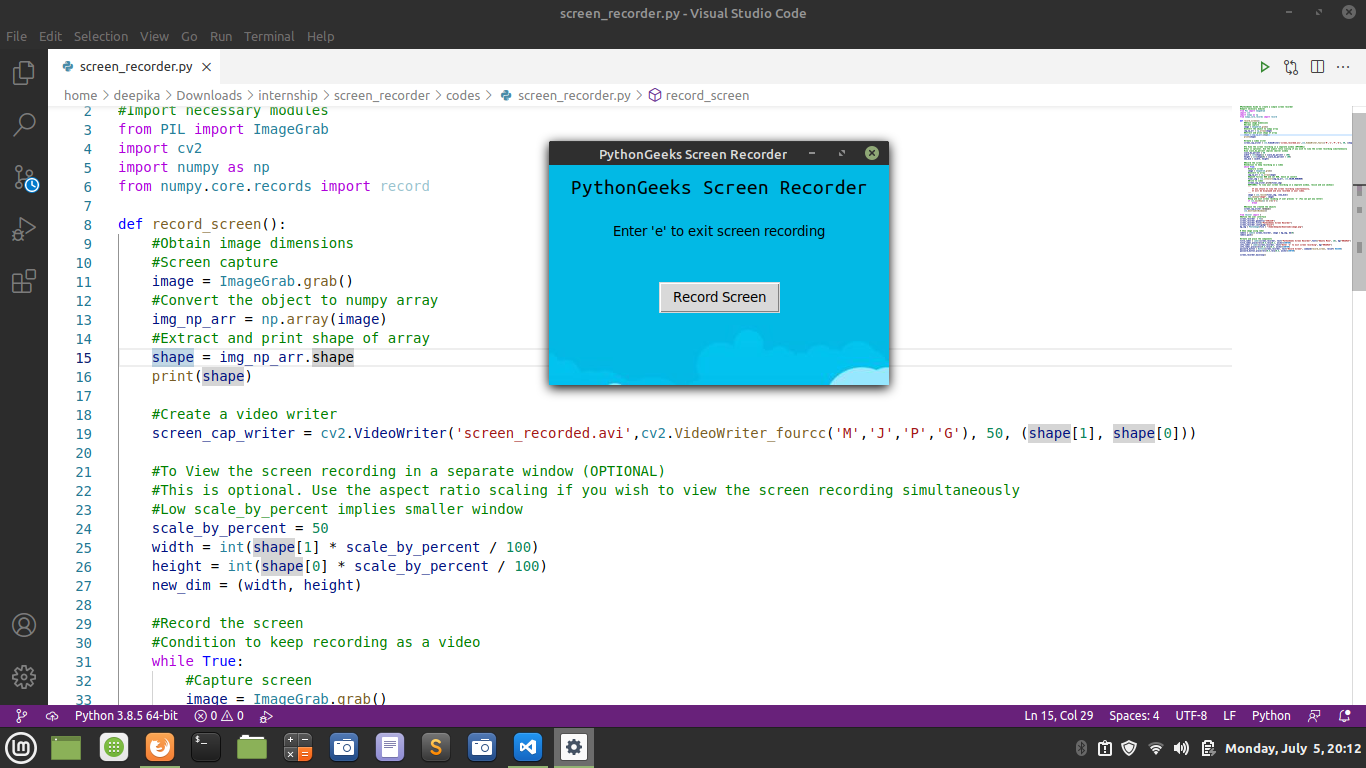 screen_recorder.py - Visual Studio Code
File Edit Selection View Go Run Terminal Help
screen_recorder.py
home > deepika > Downloads > internship > screen_recorder > codes > screen_recorder.py > record_screen
2 #Import necessary modules
3 from PIL import ImageGrab
4 import cv2
5 import numpy as np
6 from numpy.core.records import record
7
8 def record_screen():
9 #Obtain image dimensions
10 #Screen capture
11 image = ImageGrab.grab()
12 #Convert the object to numpy array
13 img_np_arr = np.array(image)
14 #Extract and print shape of array
15 shape = img_np_arr.shape
16 print(shape)
17
18 #Create a video writer
19 screen_cap_writer = cv2.VideoWriter('screen_recorded.avi',cv2.VideoWriter_fourcc('M','J','P','G'), 50, (shape[1], shape[0]))
20
21 #To View the screen recording in a separate window (OPTIONAL)
22 #This is optional. Use the aspect ratio scaling if you wish to view the screen recording simultaneously
23 #Low scale_by_percent implies smaller window
24 scale_by_percent = 50
25 width = int(shape[1] * scale_by_percent / 100)
26 height = int(shape[0] * scale_by_percent / 100)
27 new_dim = (width, height)
28
29 #Record the screen
30 #Condition to keep recording as a video
31 while True:
32 #Capture screen
33 image = ImageGrab.grab()
PythonGeeks Screen Recorder
PythonGeeks Screen Recorder
Enter 'e' to exit screen recording
Record Screen
Python 3.8.5 64-bit 0 0 Ln 15, Col 29 Spaces: 4 UTF-8 LF Python
Monday, July 5, 20:12